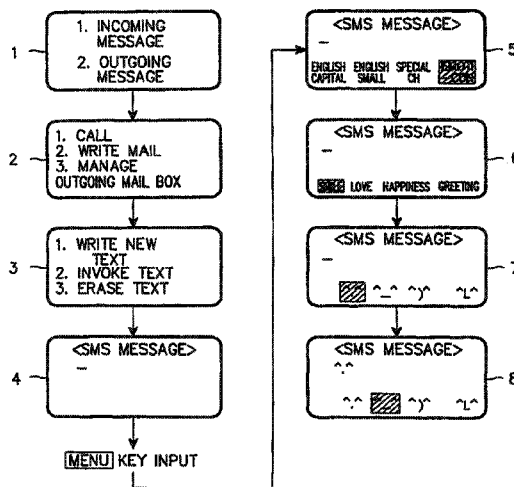 1
1. INCOMING
MESSAGE
2. OUTGOING
MESSAGE
2
1. CALL
2. WRITE MAIL
3. MANAGE
OUTGOING MAIL BOX
3
1. WRITE NEW
TEXT
2. INVOKE TEXT
3. ERASE TEXT
4
<SMS MESSAGE>
_
MENU KEY INPUT
<SMS MESSAGE>
5
_
ENGLISH ENGLISH SPECIAL
CAPITAL SMALL CH
<SMS MESSAGE>
6
_
LOVE HAPPINESS GREETING
<SMS MESSAGE>
7
_
^_^ ^)^ ^L^
<SMS MESSAGE>
8
^.^
^.^ ^)^ ^L^